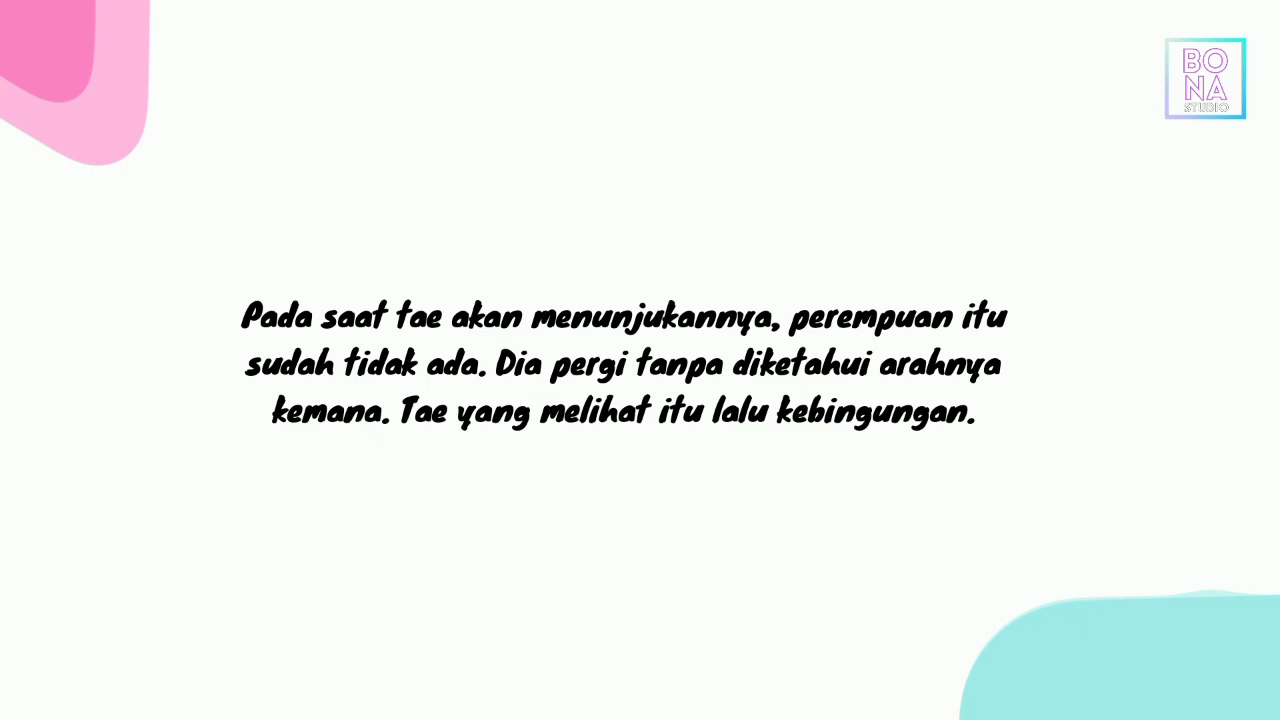 BO
NA
STUDIO
Pada saat tae akan menunjukannya, perempuan itu
sudah tidak ada. Dia pergi tanpa diketahui arahnya
kemana. Tae yang melihat itu lalu kebingungan.